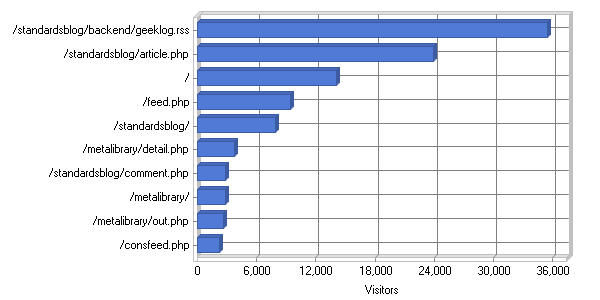 /standardsblog/backend/geeklog.rss
/standardsblog/article.php
/
/feed.php
/standardsblog/
/metalibrary/detail.php
/standardsblog/comment.php
/metalibrary/
/metalibrary/out.php
/consfeed.php
0 6,000 12,000 18,000 24,000 30,000 36,000
Visitors